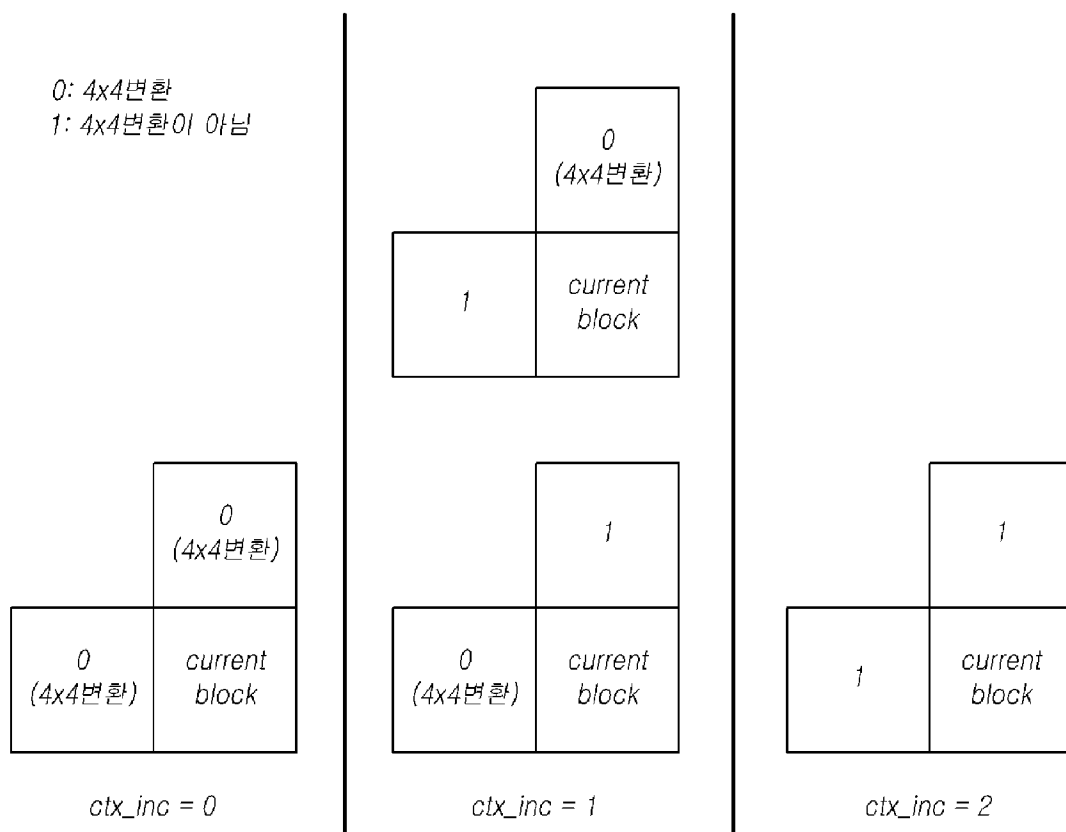 0: 4x4변환
1: 4x4변환이 아님
0
(4x4변환)
1
current
block
0
(4x4변환)
0
(4x4변환)
current
block
ctx_inc = 0
1
0
(4x4변환)
current
block
ctx_inc = 1
1
1
current
block
ctx_inc = 2